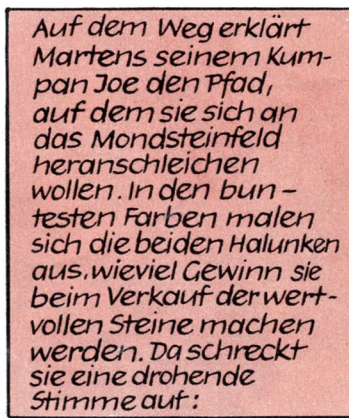 Auf dem Weg erklärt
Martens seinem Kum-
pan Joe den Pfad,
auf dem sie sich an
das Mondsteinfeld
heranschleichen
wollen. In den bun-
testen Farben malen
sich die beiden Halunken
aus, wieviel Gewinn sie
beim Verkauf der wert-
vollen Steine machen
werden. Da schreckt
sie eine drohende
Stimme auf: